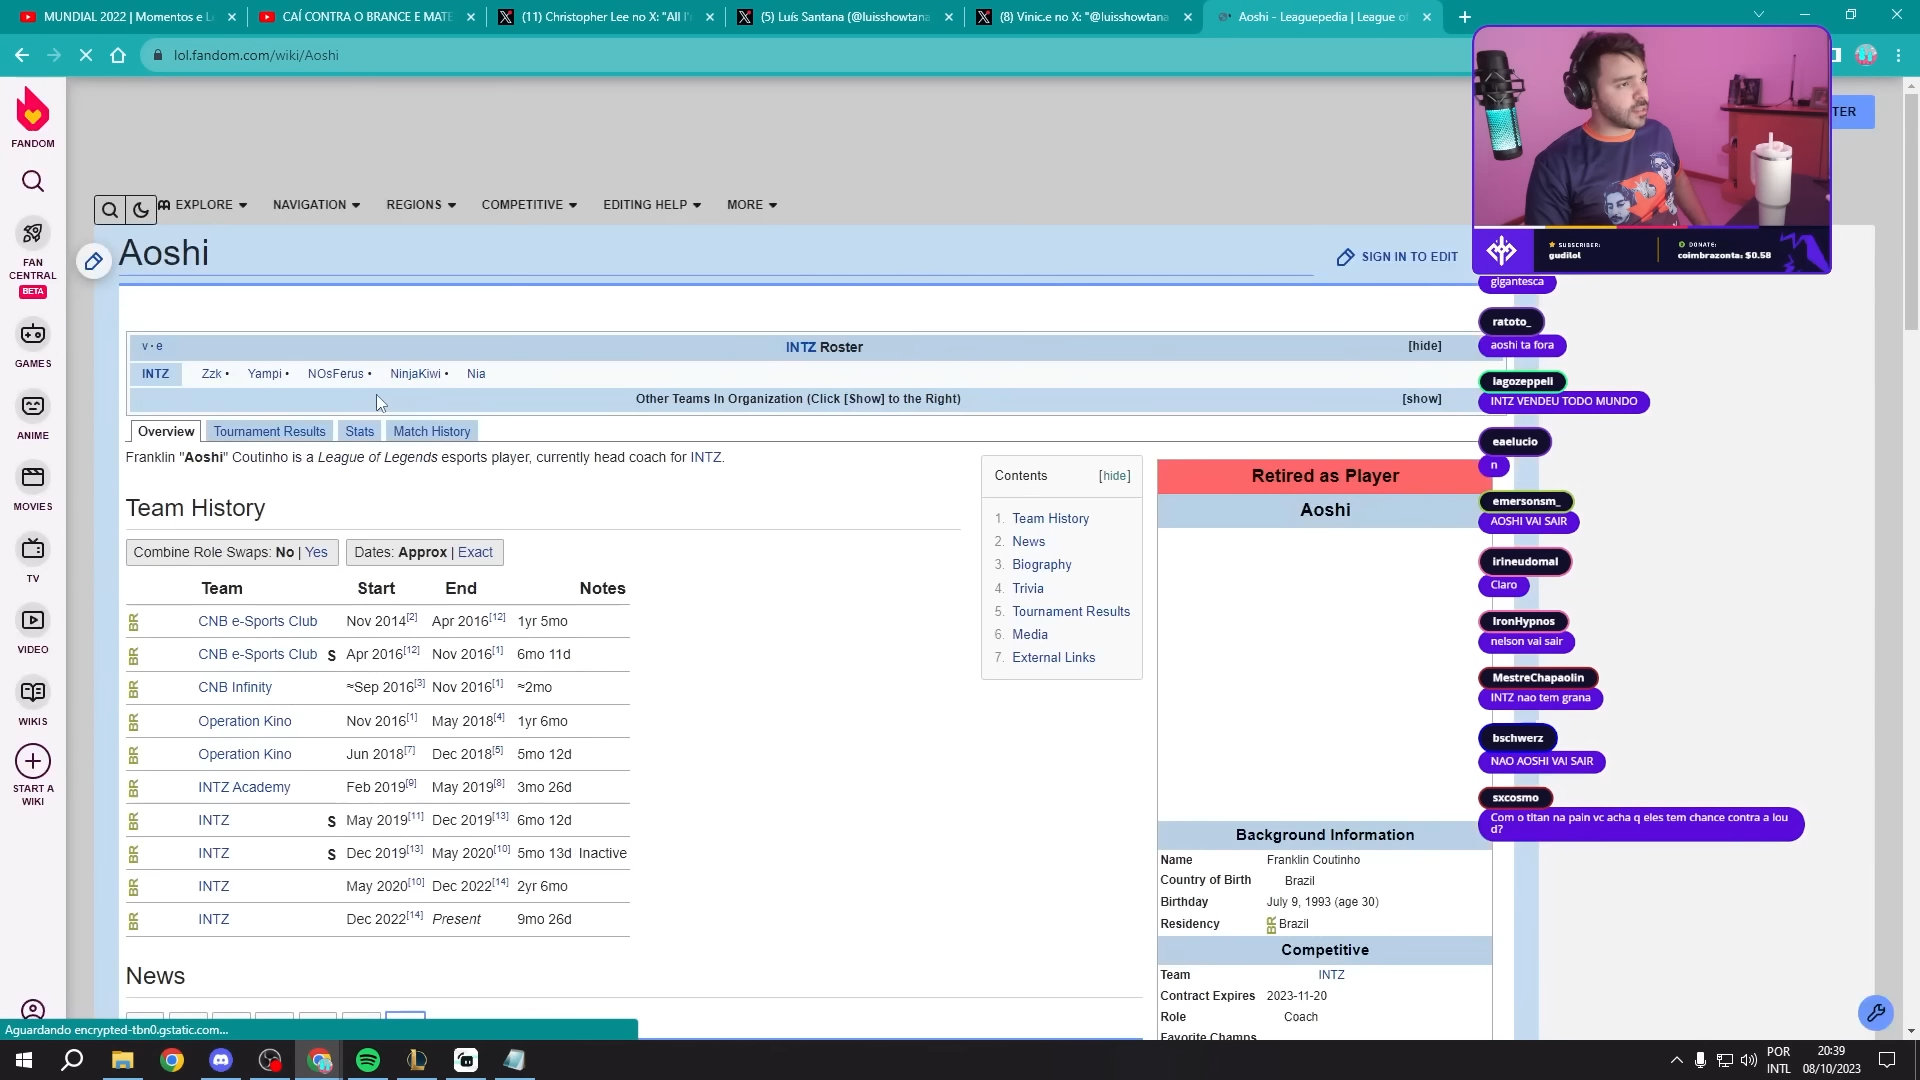 MUNDIAL 2022 | Momentos e L
CAÍ CONTRA O BRANCE E MATE
(11) Christopher Lee no X: "All I'
(5) Luís Santana (@luisshowtana
(8) Vinic.e no X: "@luisshowtana
Aoshi - Leaguepedia | League of
lol.fandom.com/wiki/Aoshi
FANDOM
FAN
CENTRAL
BETA
GAMES
ANIME
MOVIES
TV
VIDEO
WIKIS
START A
WIKI
EXPLORE
NAVIGATION
REGIONS
COMPETITIVE
EDITING HELP
MORE
TER
Aoshi
SIGN IN TO EDIT
v · e
INTZ Roster
[hide]
INTZ
Zzk •
Yampi •
NOsFerus •
NinjaKiwi •
Nia
Other Teams In Organization (Click [Show] to the Right)
[show]
Overview
Tournament Results
Stats
Match History
Franklin "Aoshi" Coutinho is a League of Legends esports player, currently head coach for INTZ.
Team History
Combine Role Swaps: No | Yes
Dates: Approx | Exact
Team Start End Notes
BR CNB e-Sports Club Nov 2014[2] Apr 2016[12] 1yr 5mo
BR CNB e-Sports Club S Apr 2016[12] Nov 2016[1] 6mo 11d
BR CNB Infinity ≈Sep 2016[3] Nov 2016[1] ≈2mo
BR Operation Kino Nov 2016[1] May 2018[4] 1yr 6mo
BR Operation Kino Jun 2018[7] Dec 2018[5] 5mo 12d
BR INTZ Academy Feb 2019[9] May 2019[8] 3mo 26d
BR INTZ S May 2019[11] Dec 2019[13] 6mo 12d
BR INTZ S Dec 2019[13] May 2020[10] 5mo 13d Inactive
BR INTZ May 2020[10] Dec 2022[14] 2yr 6mo
BR INTZ Dec 2022[14] Present 9mo 26d
News
Contents [hide]
1. Team History
2. News
3. Biography
4. Trivia
5. Tournament Results
6. Media
7. External Links
Retired as Player
Aoshi
Background Information
Name Franklin Coutinho
Country of Birth Brazil
Birthday July 9, 1993 (age 30)
Residency BR Brazil
Competitive
Team INTZ
Contract Expires 2023-11-20
Role Coach
Favorite Champs
SUBSCRIBER:
gudilol
DONATE:
coimbrazonta: $0.58
gigantesca
ratoto_
aoshi ta fora
lagozeppeli
INTZ VENDEU TODO MUNDO
eaelucio
n
emersonsm_
AOSHI VAI SAIR
irineudomal
Claro
IronHypnos
nelson vai sair
MestreChapaolin
INTZ nao tem grana
bschwerz
NAO AOSHI VAI SAIR
sxcosmo
Com o titan na pain vc acha q eles tem chance contra a lou
d?
Aguardando encrypted-tbn0.gstatic.com...
POR
INTL
20:39
08/10/2023